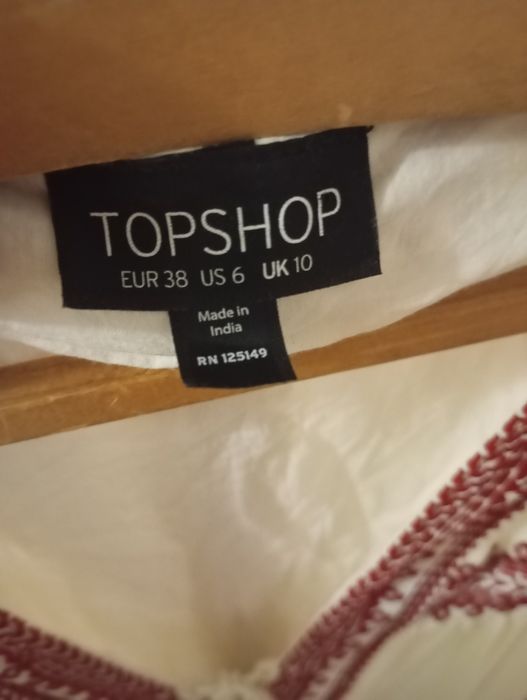 TOPSHOP
EUR 38 US 6 UK 10
Made in
India
RN 125149